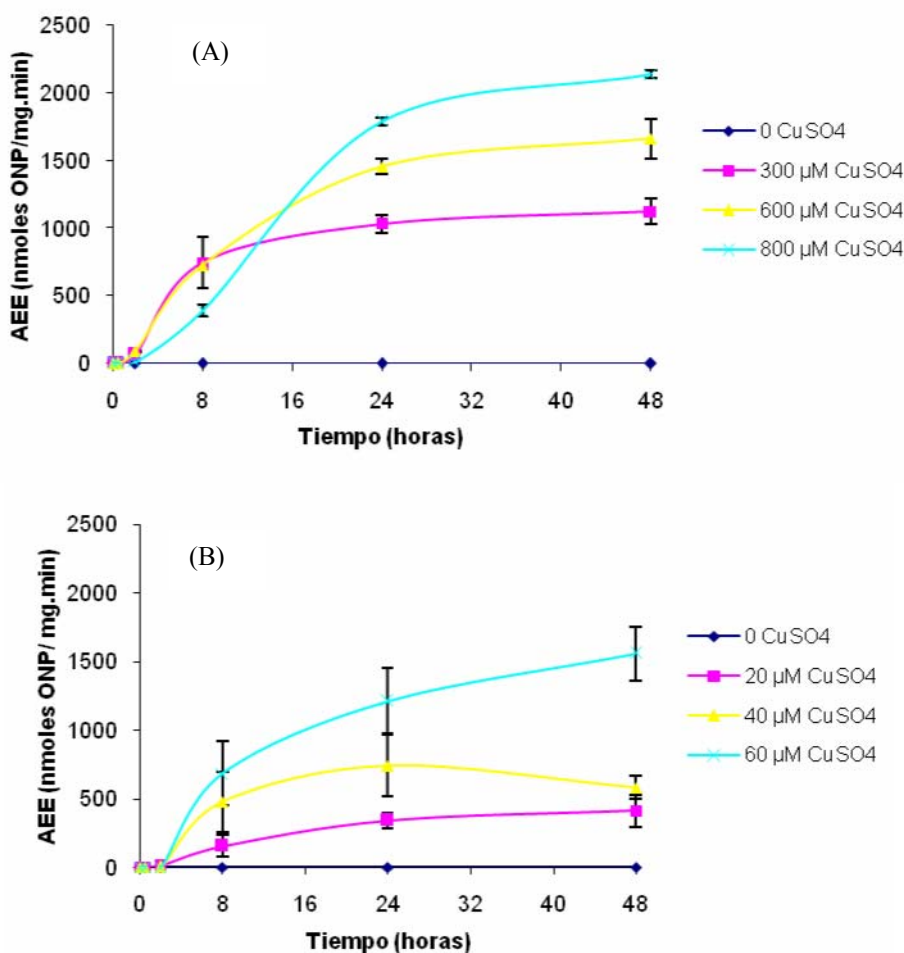 (A)
AEE (nmoles ONP/mg.min)
2500
2000
1500
1000
500
0
0 8 16 24 32 40 48
Tiempo (horas)
0 CuSO4
300 µM CuSO4
600 µM CuSO4
800 µM CuSO4
(B)
AEE (nmoles ONP/ mg.min)
2500
2000
1500
1000
500
0
0 8 16 24 32 40 48
Tiempo (horas)
0 CuSO4
20 µM CuSO4
40 µM CuSO4
60 µM CuSO4